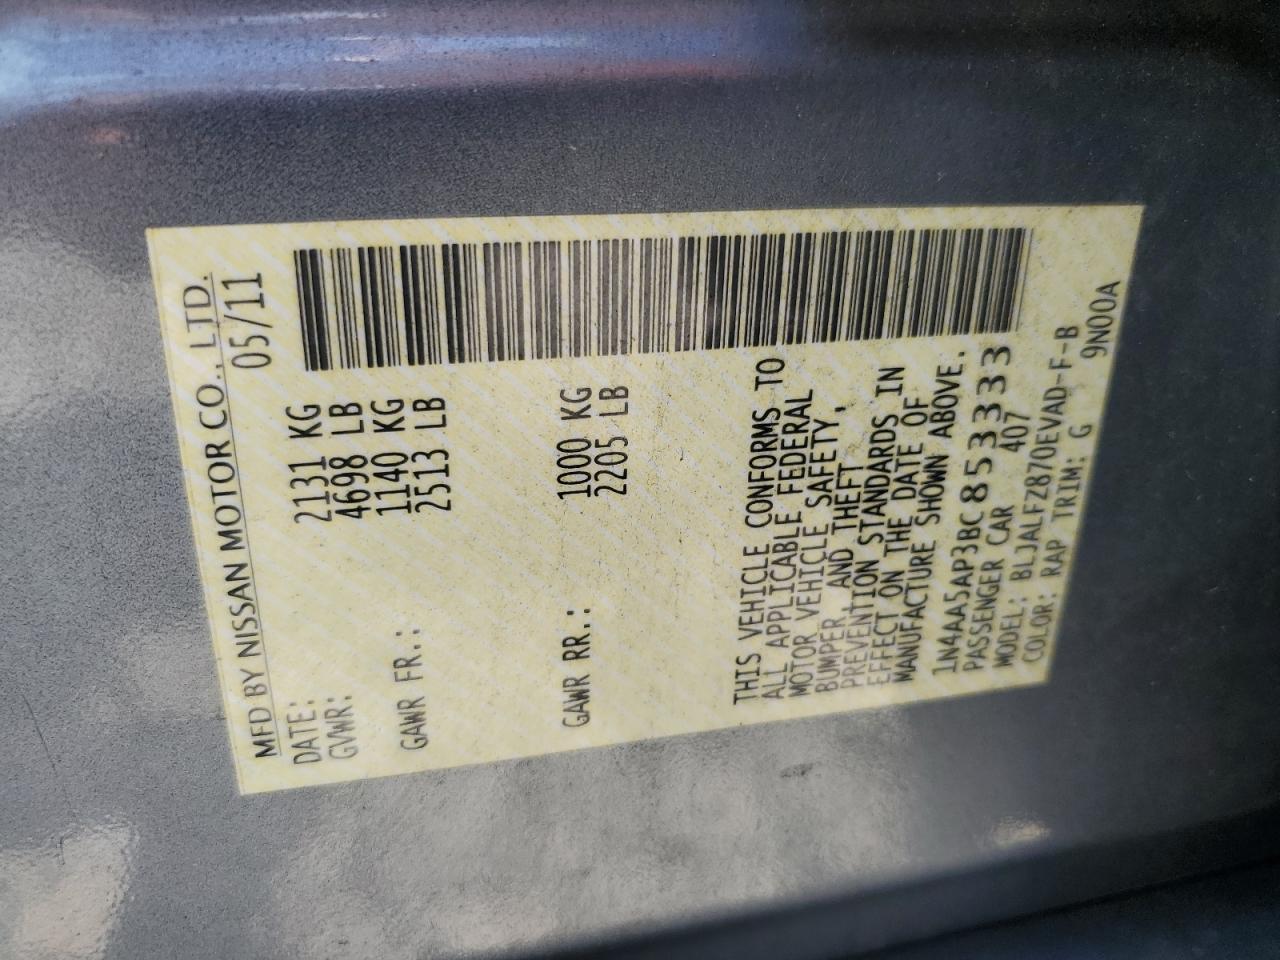 MFD BY NISSAN MOTOR CO., LTD.
DATE: 05/11
GVWR: 2131 KG
4698 LB
GAWR FR.: 1140 KG
2513 LB
GAWR RR.: 1000 KG
2205 LB
THIS VEHICLE CONFORMS TO
ALL APPLICABLE FEDERAL
MOTOR VEHICLE SAFETY,
BUMPER, AND THEFT
PREVENTION STANDARDS IN
EFFECT ON THE DATE OF
MANUFACTURE SHOWN ABOVE.
1N4AA5AP3BC853333
PASSENGER CAR
MODEL: BLJALFZ870EVAD-F-B 407
COLOR: RAP TRIM: G 9N00A